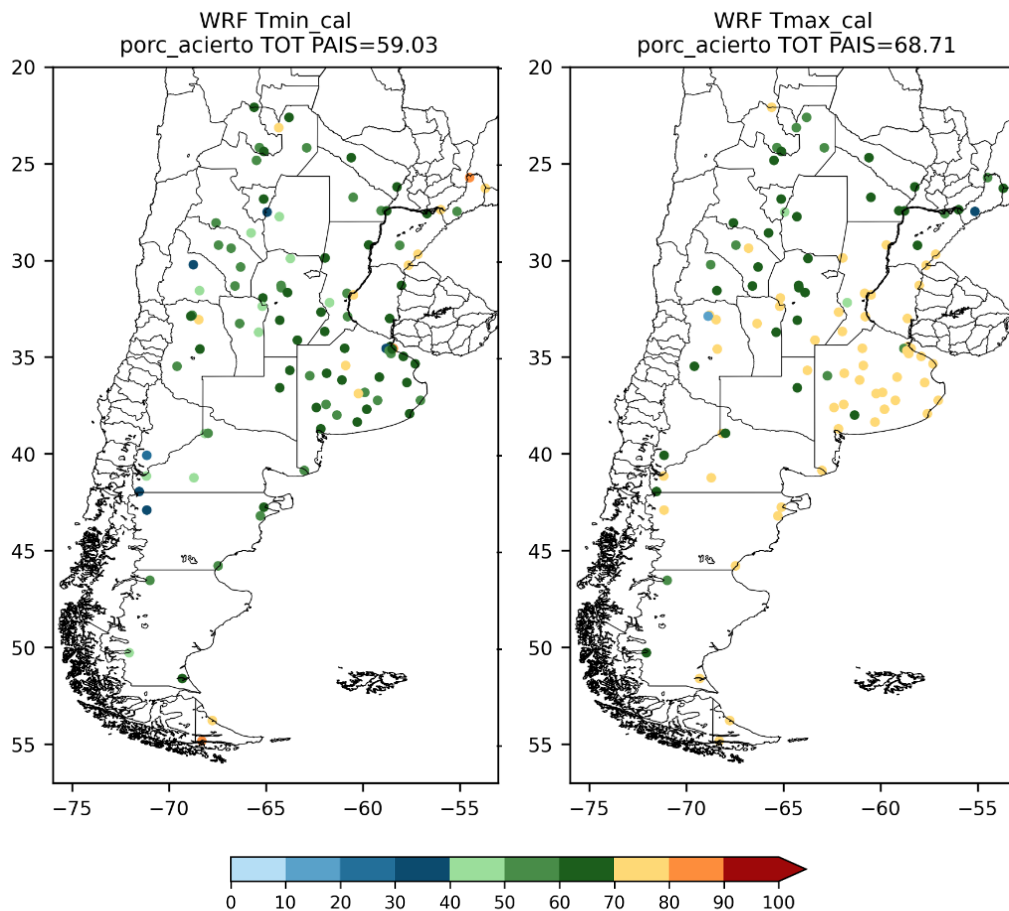 WRF Tmin_cal
porc_acierto TOT PAIS=59.03
WRF Tmax_cal
porc_acierto TOT PAIS=68.71
20
25
30
35
40
45
50
55
−75 −70 −65 −60 −55
20
25
30
35
40
45
50
55
−75 −70 −65 −60 −55
0 10 20 30 40 50 60 70 80 90 100